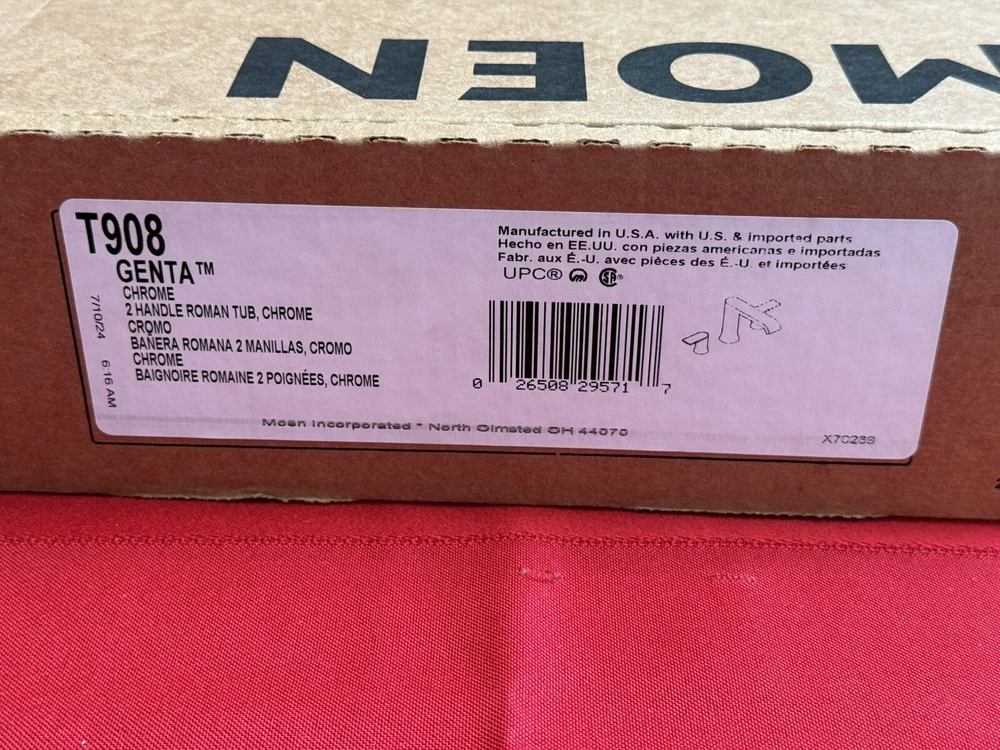 MOEN
T908
GENTA™
CHROME
2 HANDLE ROMAN TUB, CHROME
CROMO
BAÑERA ROMANA 2 MANILLAS, CROMO
CHROME
BAIGNOIRE ROMAINE 2 POIGNÉES, CHROME
7/10/24 6:16 AM
Manufactured in U.S.A. with U.S. & imported parts
Hecho en EE.UU. con piezas americanas e importadas
Fabr. aux É.-U. avec pièces des É.-U. et importées
UPC® SA®
0 26508 29571 7
Moen Incorporated * North Olmsted OH 44070